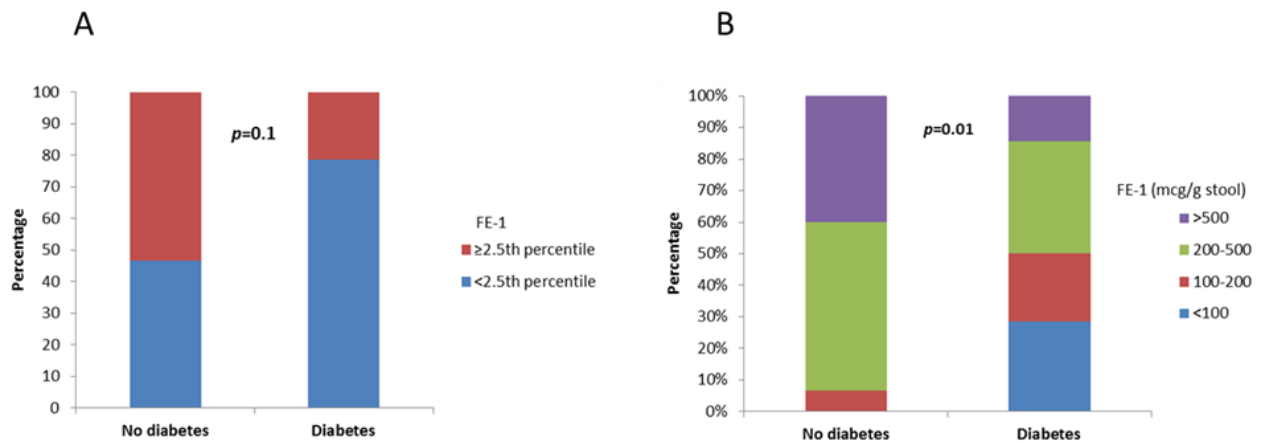 A
100
90
80
70
60
50
40
30
20
10
0
Percentage
p=0.1
No diabetes
Diabetes
FE-1
≥2.5th percentile
<2.5th percentile
B
100%
90%
80%
70%
60%
50%
40%
30%
20%
10%
0%
Percentage
p=0.01
No diabetes
Diabetes
FE-1 (mcg/g stool)
>500
200-500
100-200
<100